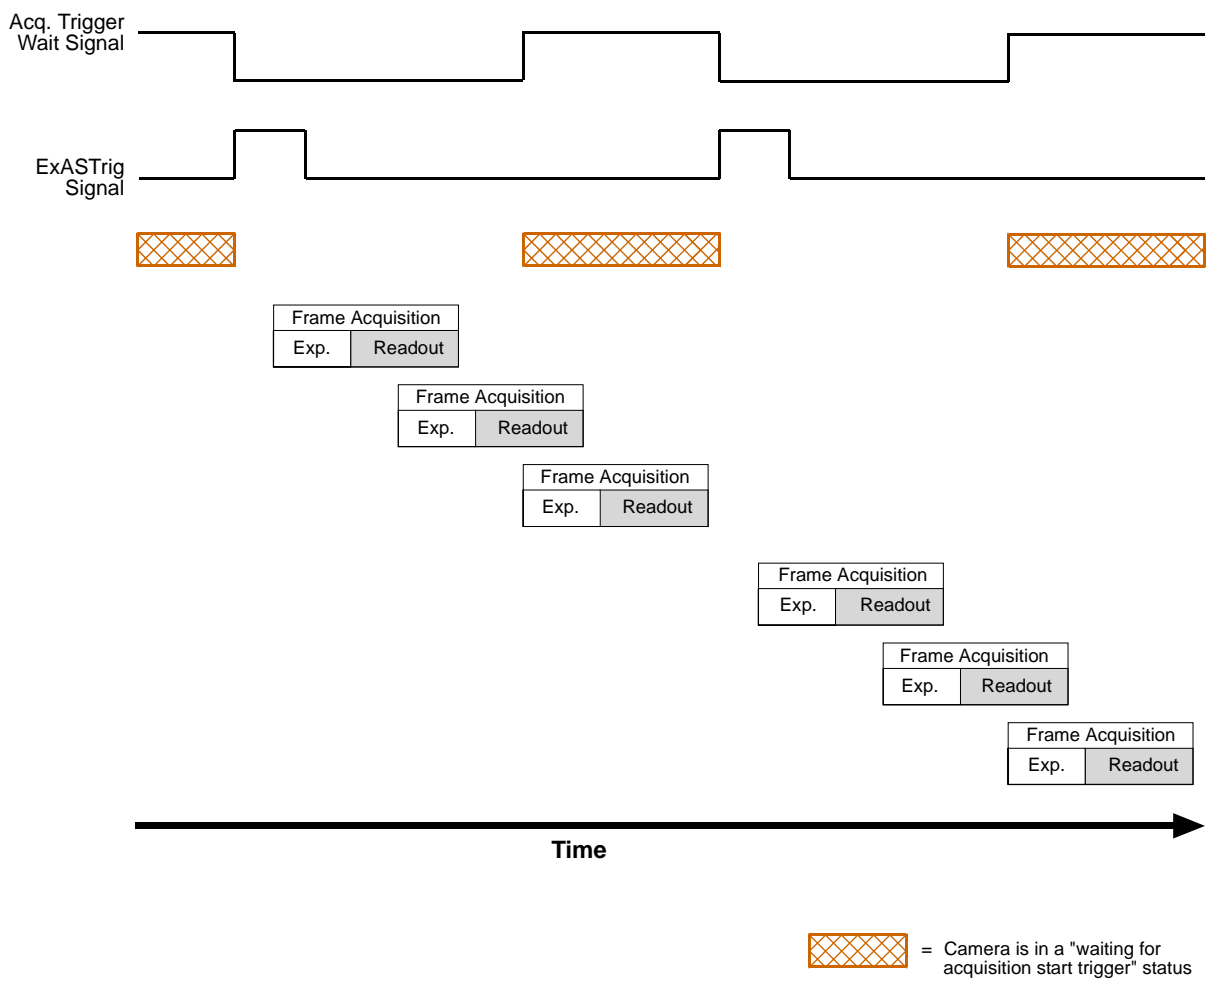 Acq. Trigger
Wait Signal
ExASTrig
Signal
Frame Acquisition
Exp. Readout
Frame Acquisition
Exp. Readout
Frame Acquisition
Exp. Readout
Frame Acquisition
Exp. Readout
Frame Acquisition
Exp. Readout
Frame Acquisition
Exp. Readout
Time
= Camera is in a "waiting for
acquisition start trigger" status